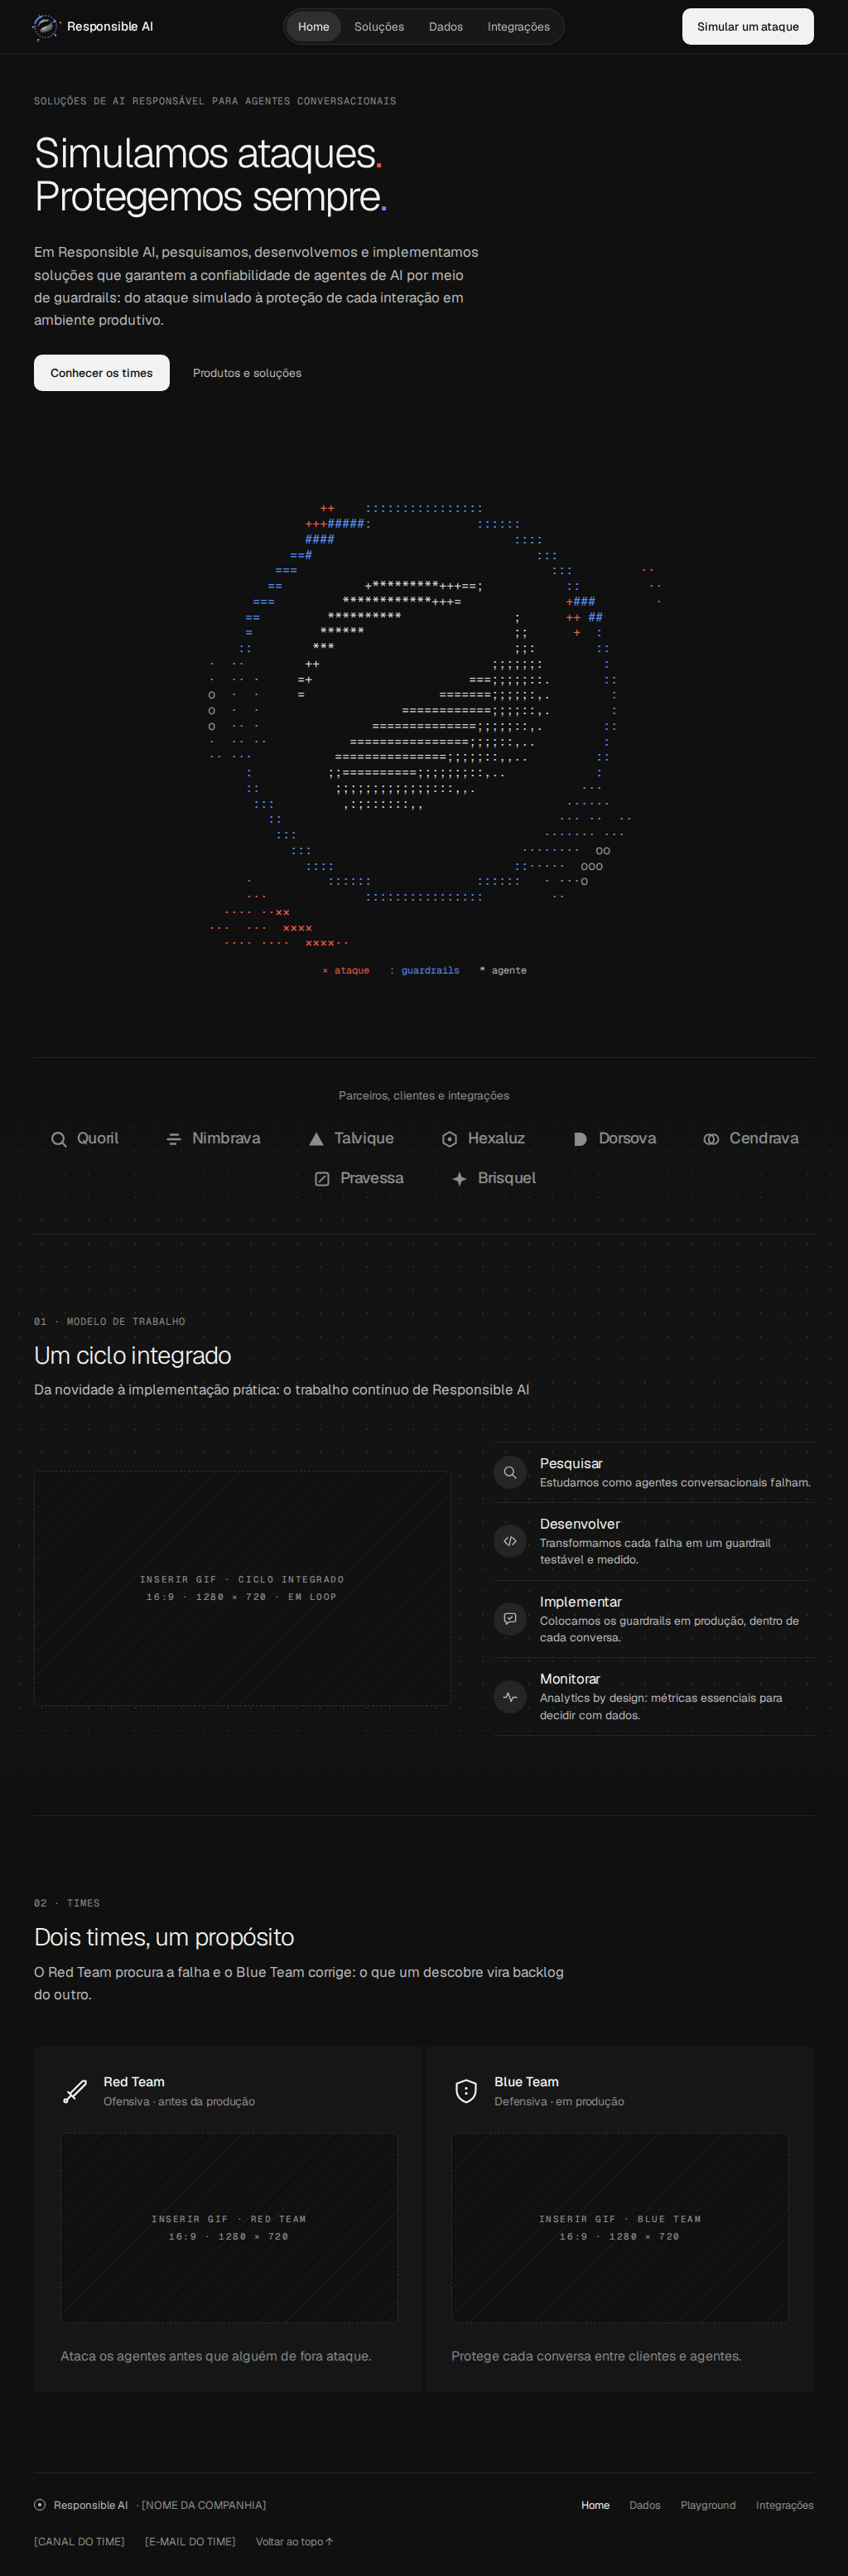 Responsible AI
Home Soluções Dados Integrações
Simular um ataque
SOLUÇÕES DE AI RESPONSÁVEL PARA AGENTES CONVERSACIONAIS
Simulamos ataques.
Protegemos sempre.
Em Responsible AI, pesquisamos, desenvolvemos e implementamos
soluções que garantem a confiabilidade de agentes de AI por meio
de guardrails: do ataque simulado à proteção de cada interação em
ambiente produtivo.
Conhecer os times Produtos e soluções
× ataque : guardrails * agente
Parceiros, clientes e integrações
Quoril Nimbrava Talvique Hexaluz Dorsova Cendrava
Pravessa Brisquel
01 · MODELO DE TRABALHO
Um ciclo integrado
Da novidade à implementação prática: o trabalho contínuo de Responsible AI
INSERIR GIF · CICLO INTEGRADO
16:9 · 1280 × 720 · EM LOOP
Pesquisar
Estudamos como agentes conversacionais falham.
Desenvolver
Transformamos cada falha em um guardrail
testável e medido.
Implementar
Colocamos os guardrails em produção, dentro de
cada conversa.
Monitorar
Analytics by design: métricas essenciais para
decidir com dados.
02 · TIMES
Dois times, um propósito
O Red Team procura a falha e o Blue Team corrige: o que um descobre vira backlog
do outro.
Red Team
Ofensiva · antes da produção
INSERIR GIF · RED TEAM
16:9 · 1280 × 720
Ataca os agentes antes que alguém de fora ataque.
Blue Team
Defensiva · em produção
INSERIR GIF · BLUE TEAM
16:9 · 1280 × 720
Protege cada conversa entre clientes e agentes.
Responsible AI · [NOME DA COMPANHIA]
Home Dados Playground Integrações
[CANAL DO TIME] [E-MAIL DO TIME] Voltar ao topo ↑